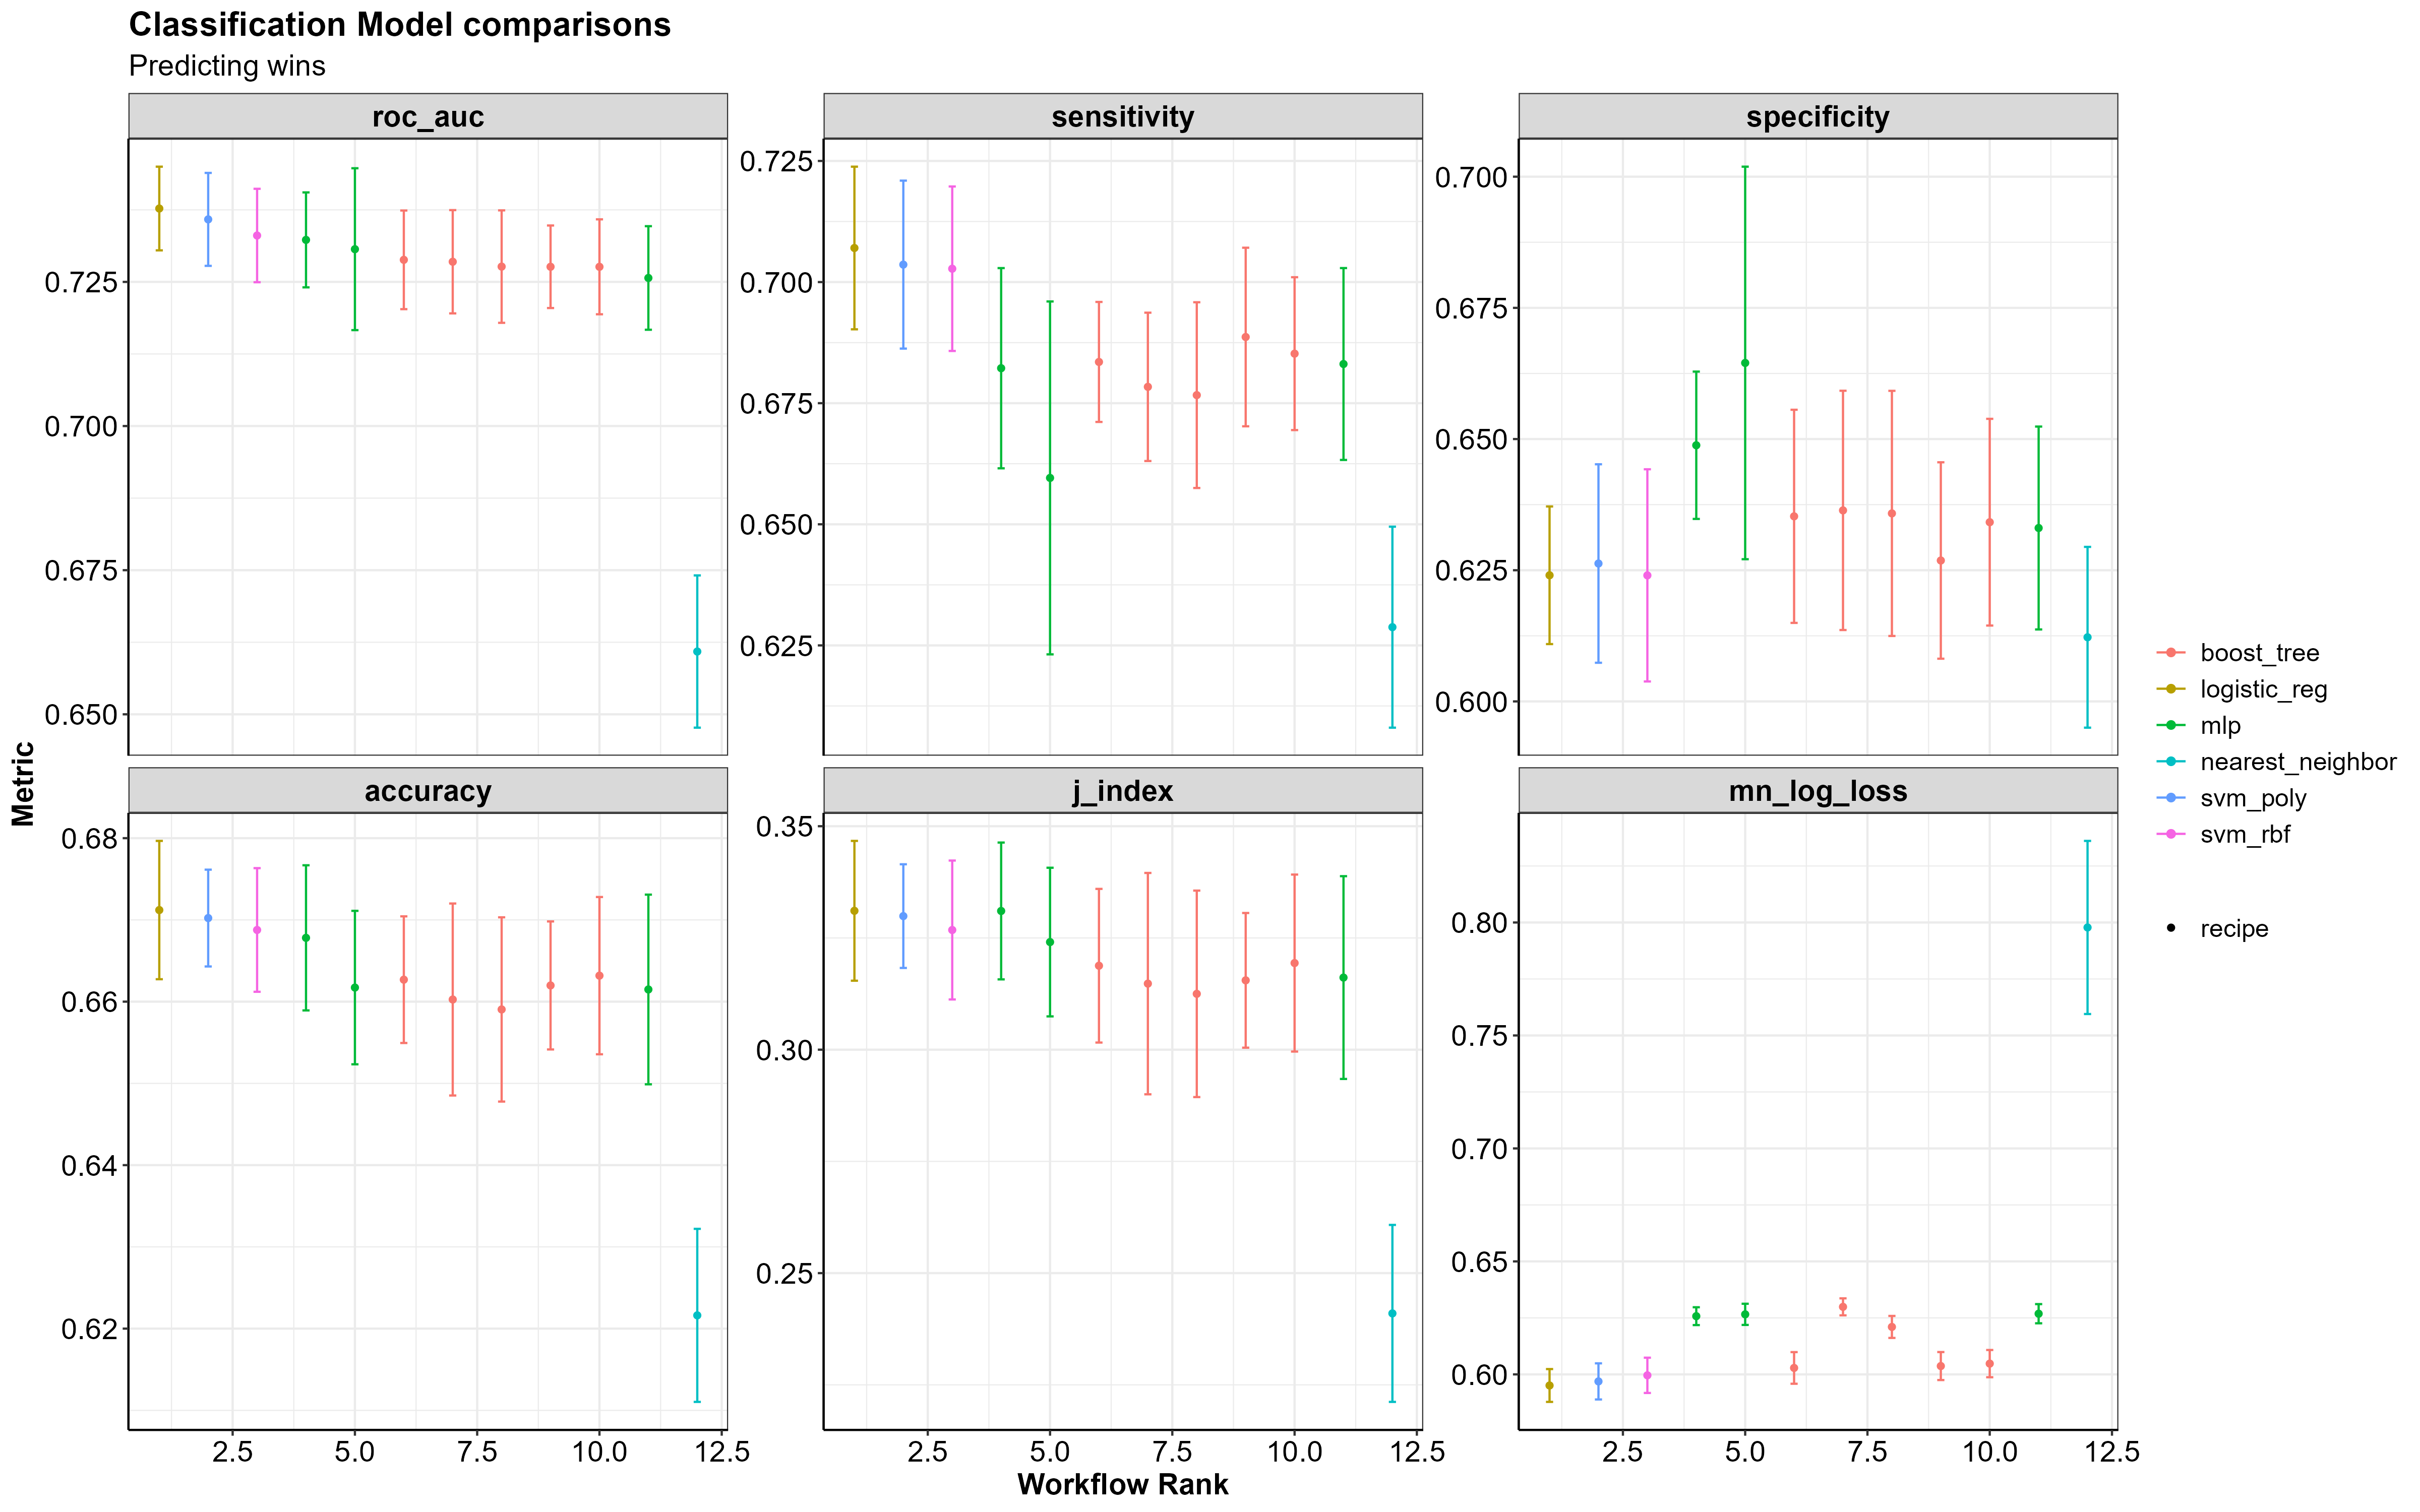 Classification Model comparisons
Predicting wins
roc_auc
sensitivity
specificity
0.725
0.700
0.675
0.650
0.725
0.700
0.675
0.650
0.625
0.700
0.675
0.650
0.625
0.600
Metric
accuracy
j_index
mn_log_loss
0.68
0.66
0.64
0.62
0.35
0.30
0.25
0.80
0.75
0.70
0.65
0.60
2.5 5.0 7.5 10.0 12.5
2.5 5.0 7.5 10.0 12.5
2.5 5.0 7.5 10.0 12.5
Workflow Rank
boost_tree
logistic_reg
mlp
nearest_neighbor
svm_poly
svm_rbf
recipe